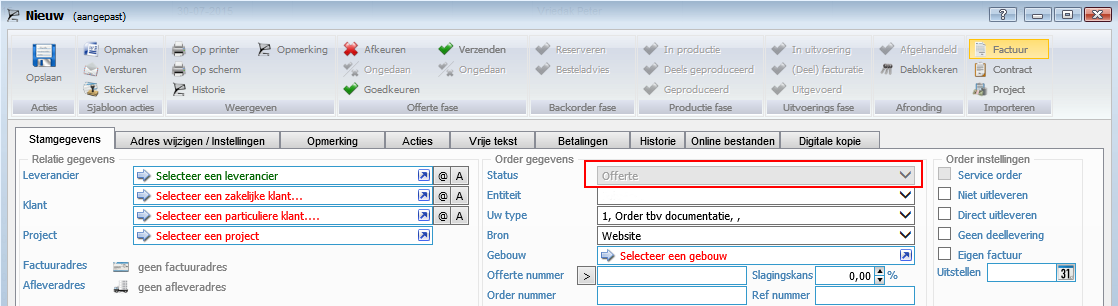 Nieuw (aangepast)
Opslaan
Acties
Opmaken
Versturen
Stickervel
Sjabloon acties
Op printer
Op scherm
Historie
Opmerking
Weergeven
Afkeuren
Ongedaan
Goedkeuren
Verzenden
Ongedaan
Offerte fase
Reserveren
Besteladvies
Backorder fase
In productie
Deels geproduceerd
Geproduceerd
Productie fase
In uitvoering
(Deel) facturatie
Uitgevoerd
Uitvoerings fase
Afgehandeld
Deblokkeren
Afronding
Factuur
Contract
Project
Importeren
Stamgegevens
Adres wijzigen / Instellingen
Opmerking
Acties
Vrije tekst
Betalingen
Historie
Online bestanden
Digitale kopie
Relatie gegevens
Leverancier Selecteer een leverancier @ A
Klant
Selecteer een zakelijke klant... @ A
Selecteer een particuliere klant.... @ A
Project Selecteer een project
Factuuradres geen factuuradres
Afleveradres geen afleveradres
Order gegevens
Status Offerte
Entiteit
Uw type 1, Order tbv documentatie, ,
Bron Website
Gebouw Selecteer een gebouw
Offerte nummer > Slagingskans 0,00 %
Order nummer Ref nummer
Order instellingen
Service order
Niet uitleveren
Direct uitleveren
Geen deellevering
Eigen factuur
Uitstellen 31